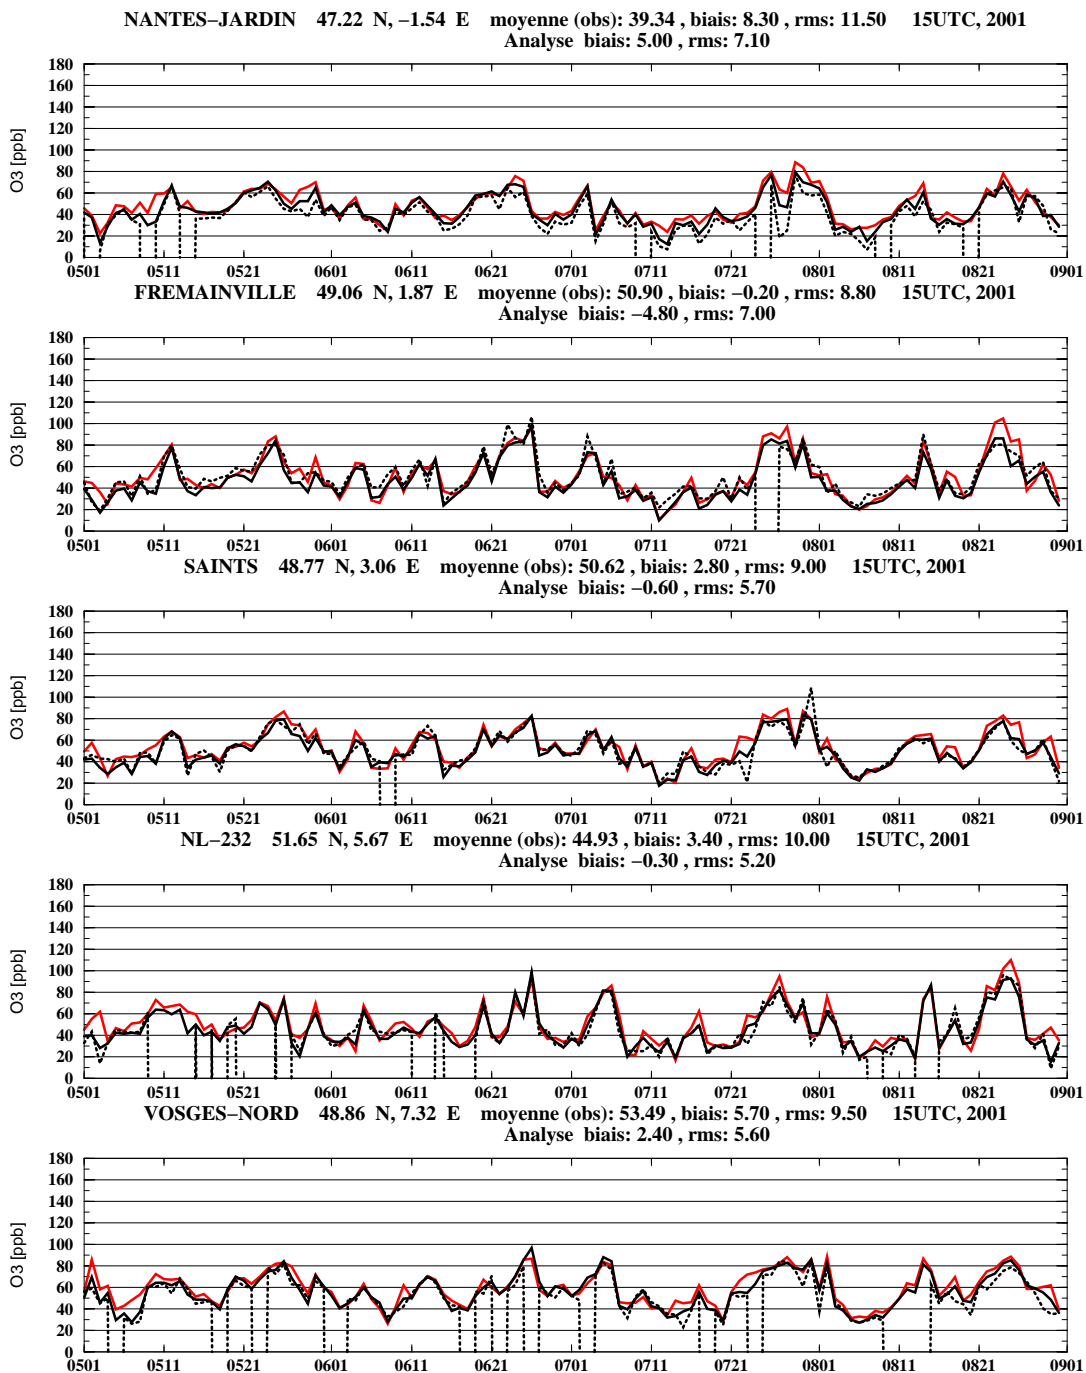 NANTES−JARDIN 47.22 N, −1.54 E moyenne (obs): 39.34 , biais: 8.30 , rms: 11.50 15UTC, 2001
Analyse biais: 5.00 , rms: 7.10
180
160
140
120
100
80
60
40
20
0
O3 [ppb]
0501 0511 0521 0601 0611 0621 0701 0711 0721 0801 0811 0821 0901
FREMAINVILLE 49.06 N, 1.87 E moyenne (obs): 50.90 , biais: −0.20 , rms: 8.80 15UTC, 2001
Analyse biais: −4.80 , rms: 7.00
180
160
140
120
100
80
60
40
20
0
O3 [ppb]
0501 0511 0521 0601 0611 0621 0701 0711 0721 0801 0811 0821 0901
SAINTS 48.77 N, 3.06 E moyenne (obs): 50.62 , biais: 2.80 , rms: 9.00 15UTC, 2001
Analyse biais: −0.60 , rms: 5.70
180
160
140
120
100
80
60
40
20
0
O3 [ppb]
0501 0511 0521 0601 0611 0621 0701 0711 0721 0801 0811 0821 0901
NL−232 51.65 N, 5.67 E moyenne (obs): 44.93 , biais: 3.40 , rms: 10.00 15UTC, 2001
Analyse biais: −0.30 , rms: 5.20
180
160
140
120
100
80
60
40
20
0
O3 [ppb]
0501 0511 0521 0601 0611 0621 0701 0711 0721 0801 0811 0821 0901
VOSGES−NORD 48.86 N, 7.32 E moyenne (obs): 53.49 , biais: 5.70 , rms: 9.50 15UTC, 2001
Analyse biais: 2.40 , rms: 5.60
180
160
140
120
100
80
60
40
20
0
O3 [ppb]
0501 0511 0521 0601 0611 0621 0701 0711 0721 0801 0811 0821 0901